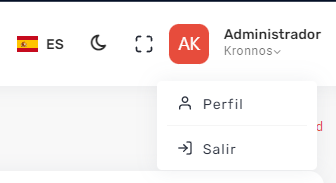 ES
AK
Administrador
Kronnos
Perfil
Salir
d